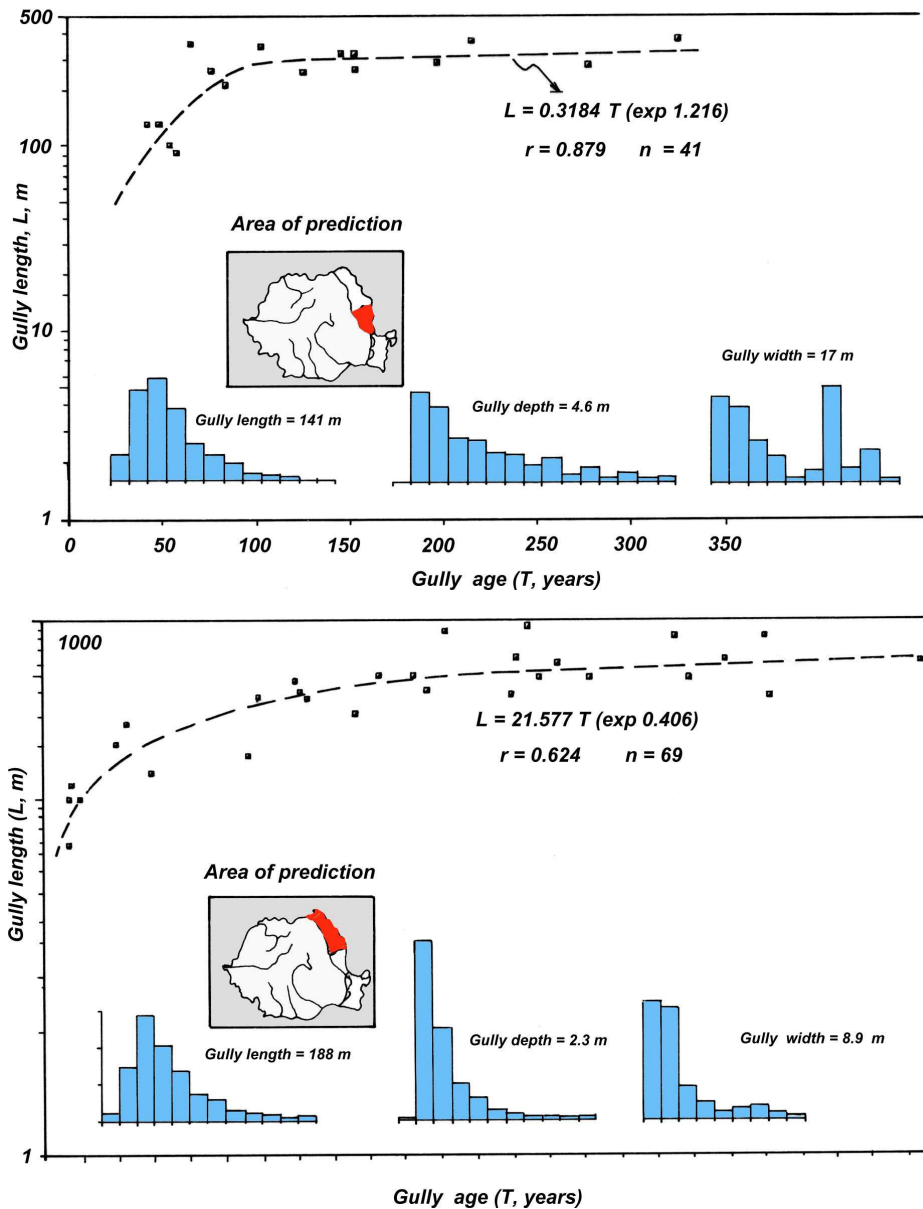 500
100
10
1
Gully length, L, m
L = 0.3184 T (exp 1.216)
r = 0.879 n = 41
Area of prediction
Gully length = 141 m
Gully depth = 4.6 m
Gully width = 17 m
0 50 100 150 200 250 300 350
Gully age (T, years)
1000
1
Gully length (L, m)
L = 21.577 T (exp 0.406)
r = 0.624 n = 69
Area of prediction
Gully length = 188 m
Gully depth = 2.3 m
Gully width = 8.9 m
Gully age (T, years)